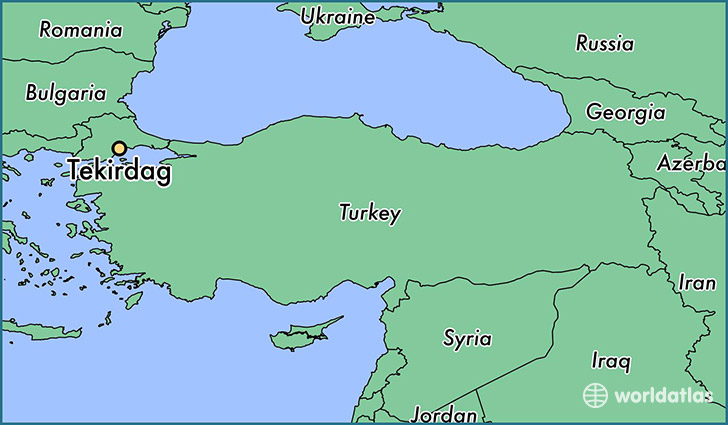 Ukraine
Romania
Russia
Bulgaria
Georgia
Tekirdag
Azerba
Turkey
Iran
Syria
Iraq
worldatlas
Jordan